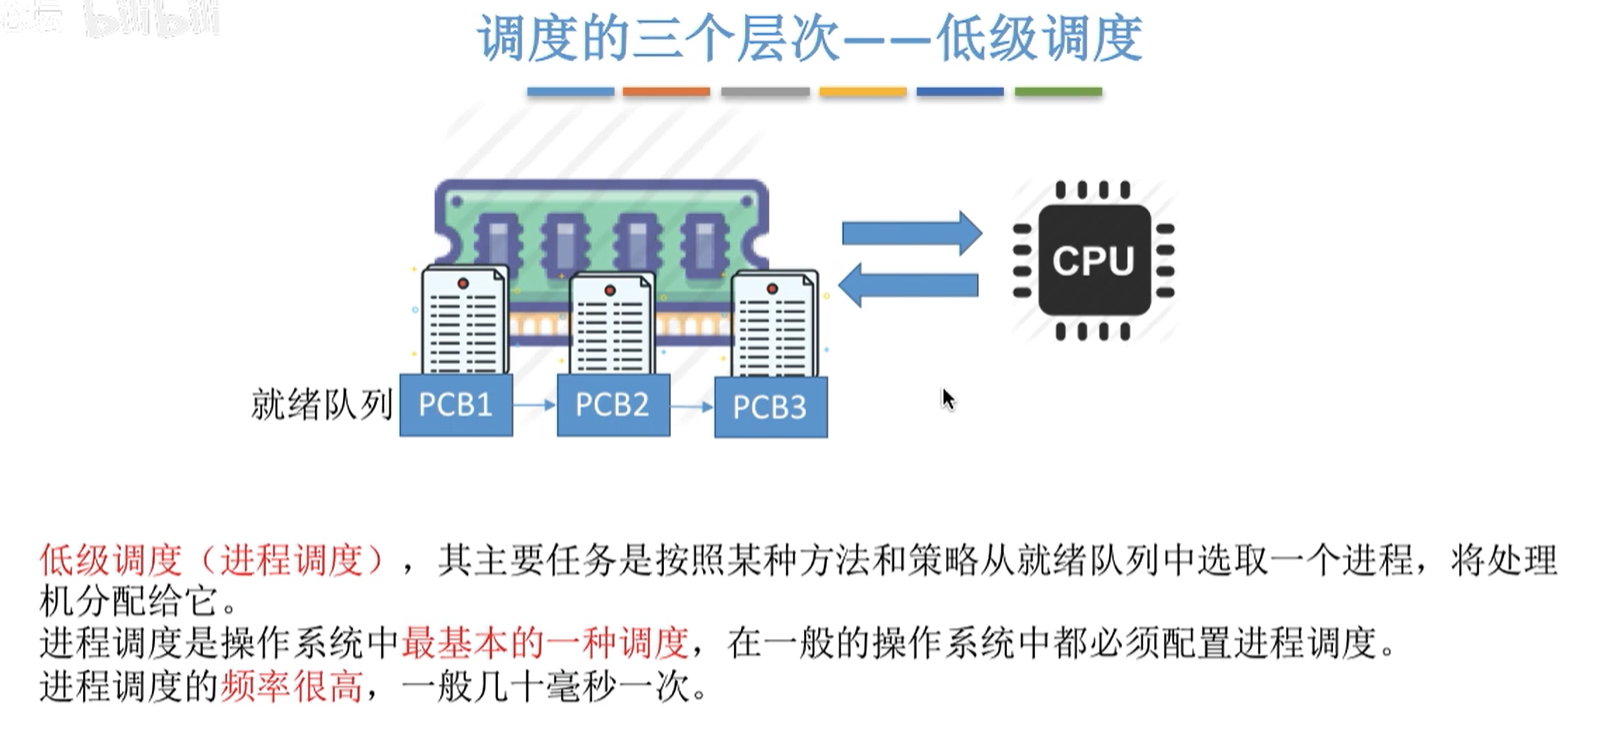 bilibili
调度的三个层次——低级调度
CPU
就绪队列
PCB1
PCB2
PCB3
低级调度（进程调度），其主要任务是按照某种方法和策略从就绪队列中选取一个进程，将处理
机分配给它。
进程调度是操作系统中最基本的一种调度，在一般的操作系统中都必须配置进程调度。
进程调度的频率很高，一般几十毫秒一次。